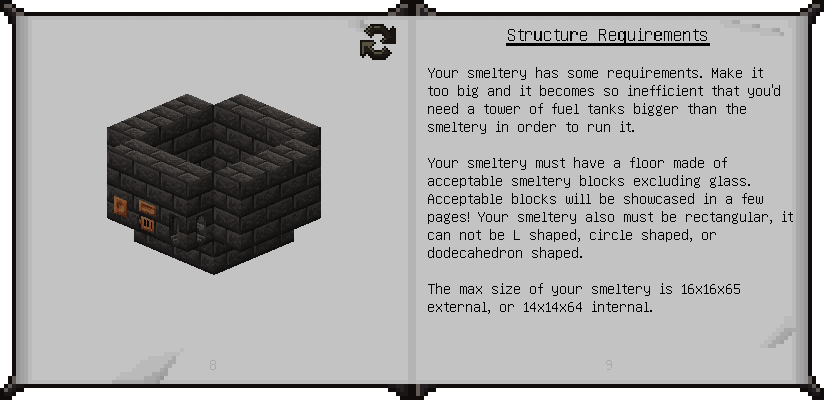 Structure Requirements
Your smeltery has some requirements. Make it
too big and it becomes so inefficient that you'd
need a tower of fuel tanks bigger than the
smeltery in order to run it.
Your smeltery must have a floor made of
acceptable smeltery blocks excluding glass.
Acceptable blocks will be showcased in a few
pages! Your smeltery also must be rectangular, it
can not be L shaped, circle shaped, or
dodecahedron shaped.
The max size of your smeltery is 16x16x65
external, or 14x14x64 internal.
8
9